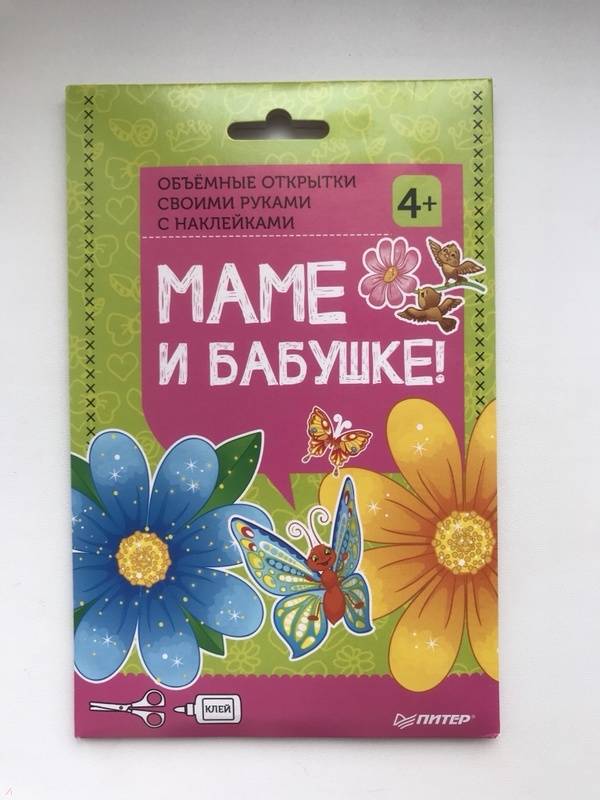 ОБЪЁМНЫЕ ОТКРЫТКИ
СВОИМИ РУКАМИ
С НАКЛЕЙКАМИ
4+
МАМЕ
И БАБУШКЕ!
КЛЕЙ
ПИТЕР®